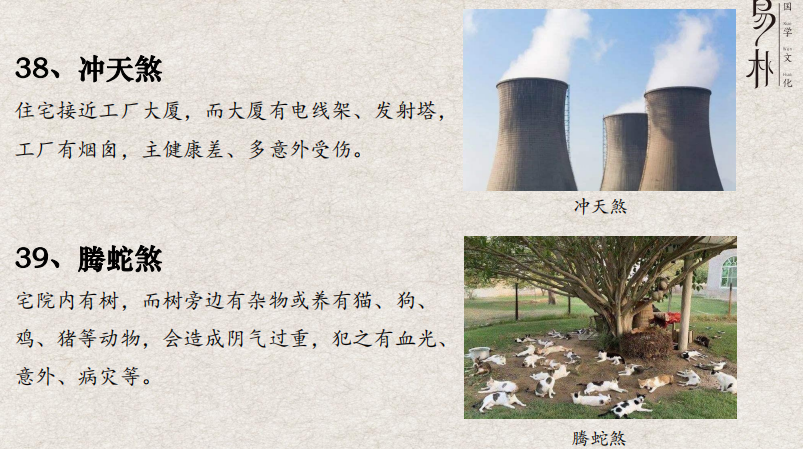 38、冲天煞
住宅接近工厂大厦，而大厦有电线架、发射塔，
工厂有烟囱，主健康差、多意外受伤。
冲天煞
39、腾蛇煞
宅院内有树，而树旁边有杂物或养有猫、狗、
鸡、猪等动物，会造成阴气过重，犯之有血光、
意外、病灾等。
腾蛇煞
易林
国学文化